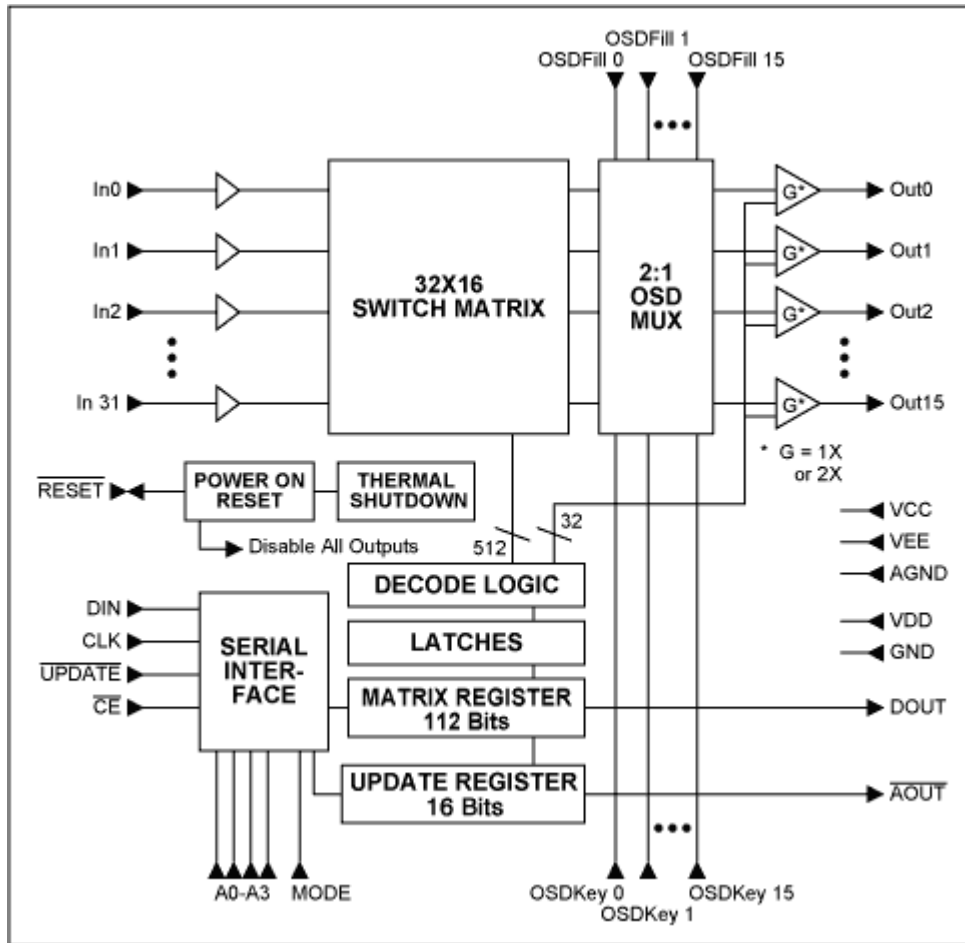 OSDFill 1
OSDFill 0
OSDFill 15
In0
In1
In2
In 31
32X16
SWITCH MATRIX
2:1
OSD
MUX
G*
G*
G*
G*
Out0
Out1
Out2
Out15
* G = 1X
or 2X
RESET
POWER ON
RESET
THERMAL
SHUTDOWN
Disable All Outputs
512
32
VCC
VEE
AGND
VDD
GND
DECODE LOGIC
LATCHES
MATRIX REGISTER
112 Bits
UPDATE REGISTER
16 Bits
DIN
CLK
UPDATE
CE
SERIAL
INTER-
FACE
DOUT
AOUT
A0-A3
MODE
OSDKey 0
OSDKey 1
OSDKey 15